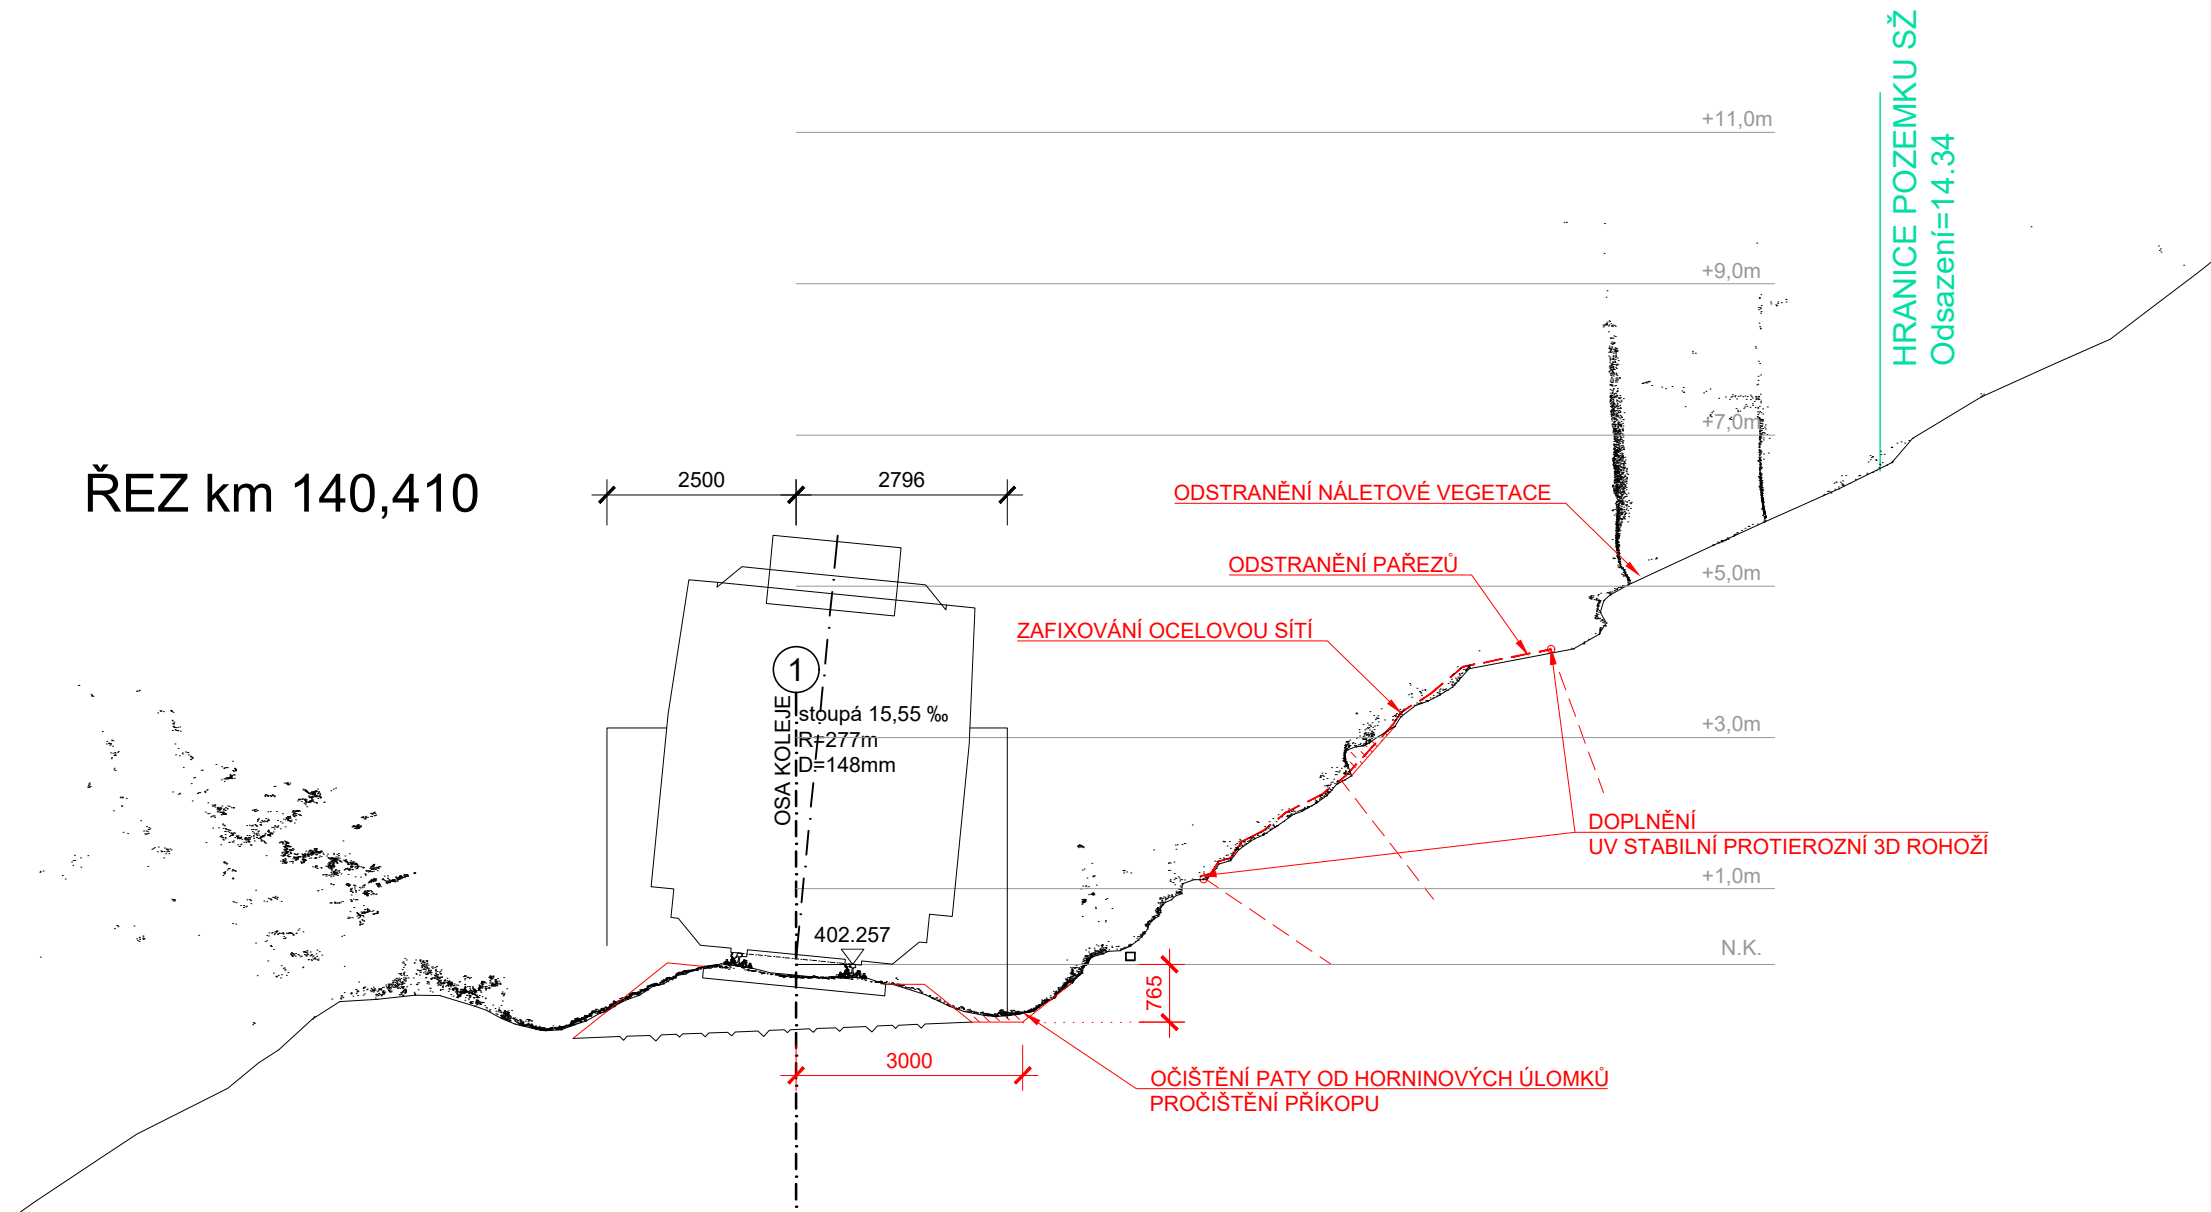 HRANICE POZEMKU SŽ
Odsazení=14.34
+11,0m
+9,0m
+7,0m
ŘEZ km 140,410
2500
2796
ODSTRANĚNÍ NÁLETOVÉ VEGETACE
ODSTRANĚNÍ PAŘEZŮ
+5,0m
ZAFIXOVÁNÍ OCELOVOU SÍTÍ
1
OSA KOLEJE
stoupá 15,55 ‰
R=277m
D=148mm
+3,0m
DOPLNĚNÍ
UV STABILNÍ PROTIEROZNÍ 3D ROHOŽÍ
+1,0m
402.257
N.K.
765
3000
OČIŠTĚNÍ PATY OD HORNINOVÝCH ÚLOMKŮ
PROČIŠTĚNÍ PŘÍKOPU